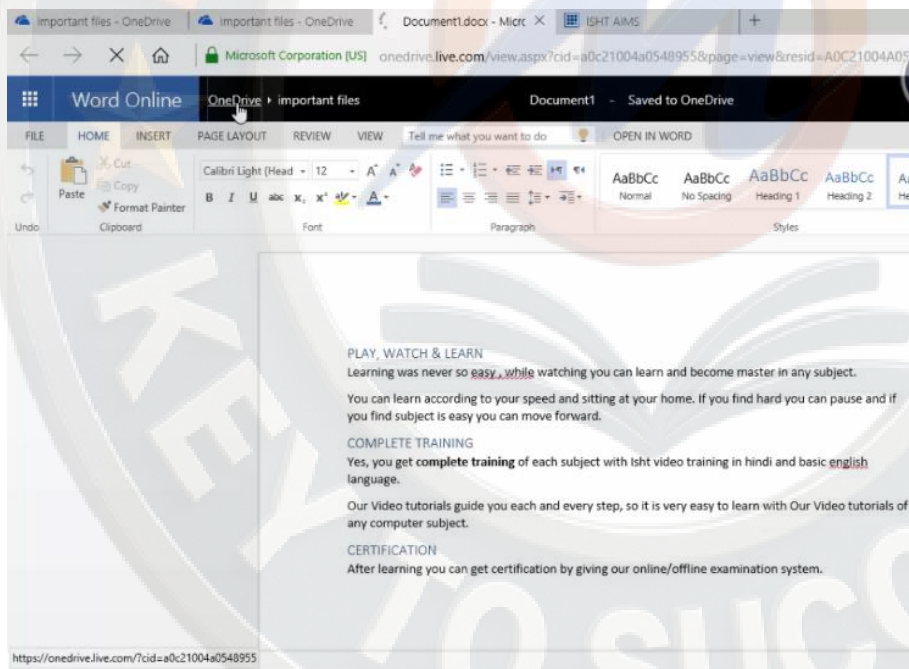 important files - OneDrive important files - OneDrive Document1.docx - Micr ISHT AIMS
Microsoft Corporation [US] onedrive.live.com/view.aspx?cid=a0c21004a0548955&page=view&resid=A0C21004A05
Word Online OneDrive important files Document1 - Saved to OneDrive
FILE HOME INSERT PAGE LAYOUT REVIEW VIEW Tell me what you want to do OPEN IN WORD
Cut
Copy
Paste
Format Painter
Calibri Light (Head 12
B I U abc
AaBbCc AaBbCc AaBbCc AaBbCc
Normal No Spacing Heading 1 Heading 2 He
Undo Clipboard Font Paragraph Styles
PLAY, WATCH & LEARN
Learning was never so easy , while watching you can learn and become master in any subject.
You can learn according to your speed and sitting at your home. If you find hard you can pause and if
you find subject is easy you can move forward.
COMPLETE TRAINING
Yes, you get complete training of each subject with Isht video training in hindi and basic english
language.
Our Video tutorials guide you each and every step, so it is very easy to learn with Our Video tutorials of
any computer subject.
CERTIFICATION
After learning you can get certification by giving our online/offline examination system.
KEY TO SUCC
https://onedrive.live.com/?cid=a0c21004a0548955